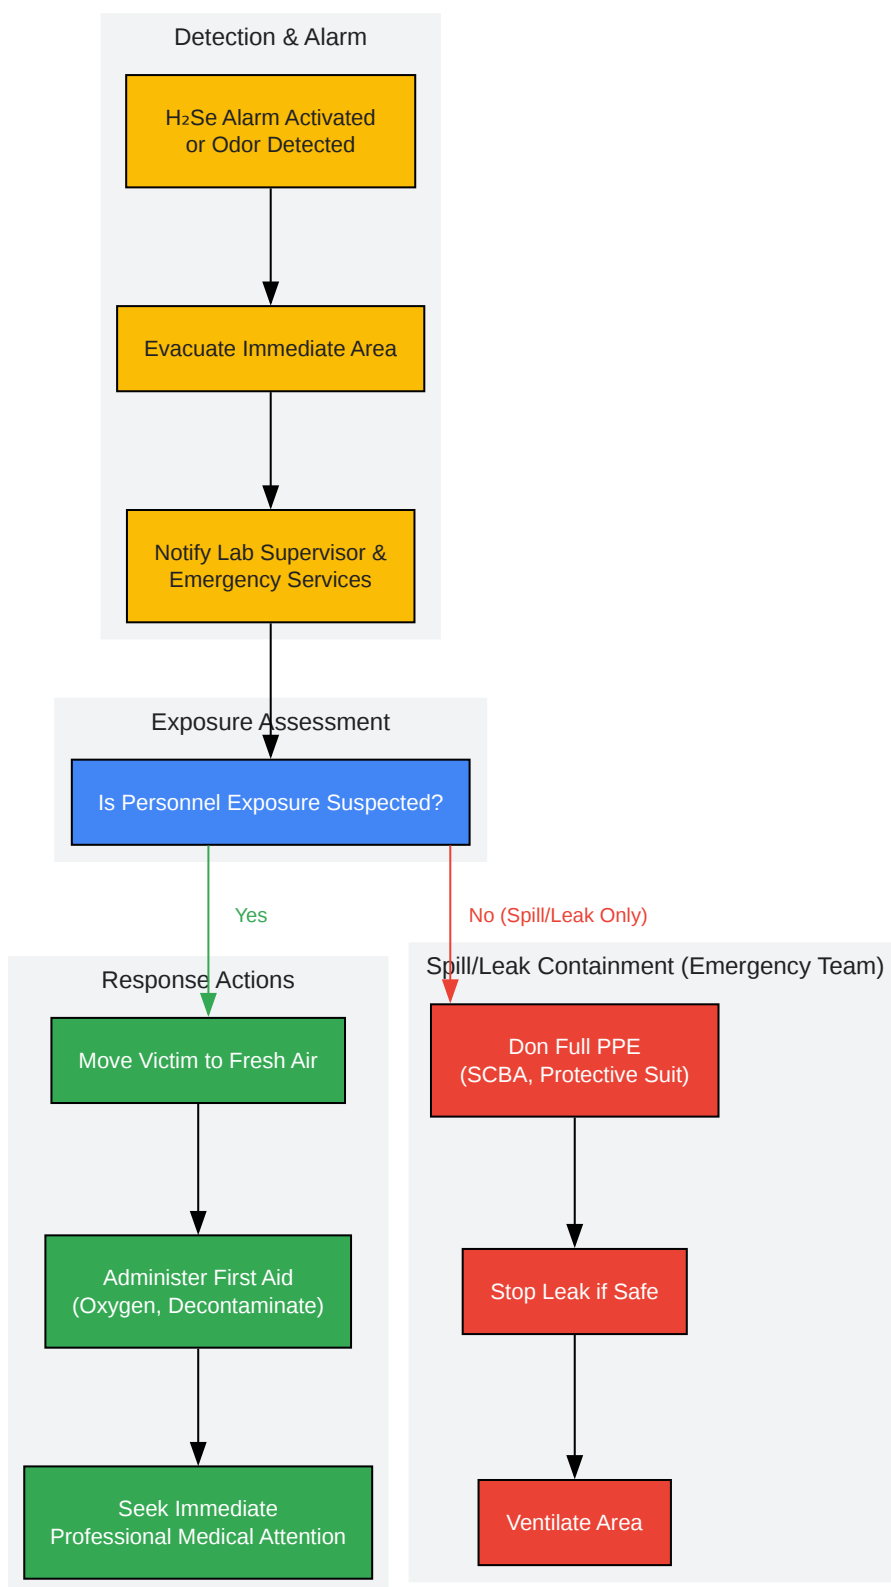 Detection & Alarm
H₂Se Alarm Activated
or Odor Detected
Evacuate Immediate Area
Notify Lab Supervisor &
Emergency Services
Exposure Assessment
Is Personnel Exposure Suspected?
Yes
No (Spill/Leak Only)
Response Actions
Move Victim to Fresh Air
Administer First Aid
(Oxygen, Decontaminate)
Seek Immediate
Professional Medical Attention
Spill/Leak Containment (Emergency Team)
Don Full PPE
(SCBA, Protective Suit)
Stop Leak if Safe
Ventilate Area